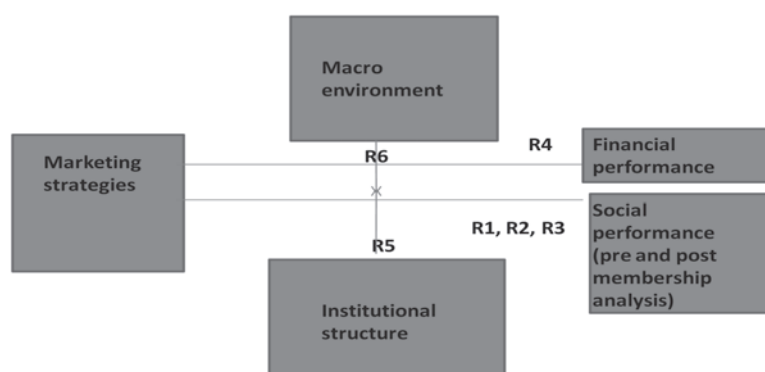 Macro
environment
R6
R4
Marketing
strategies
Financial
performance
R1, R2, R3
Social
performance
(pre and post
membership
analysis)
R5
Institutional
structure